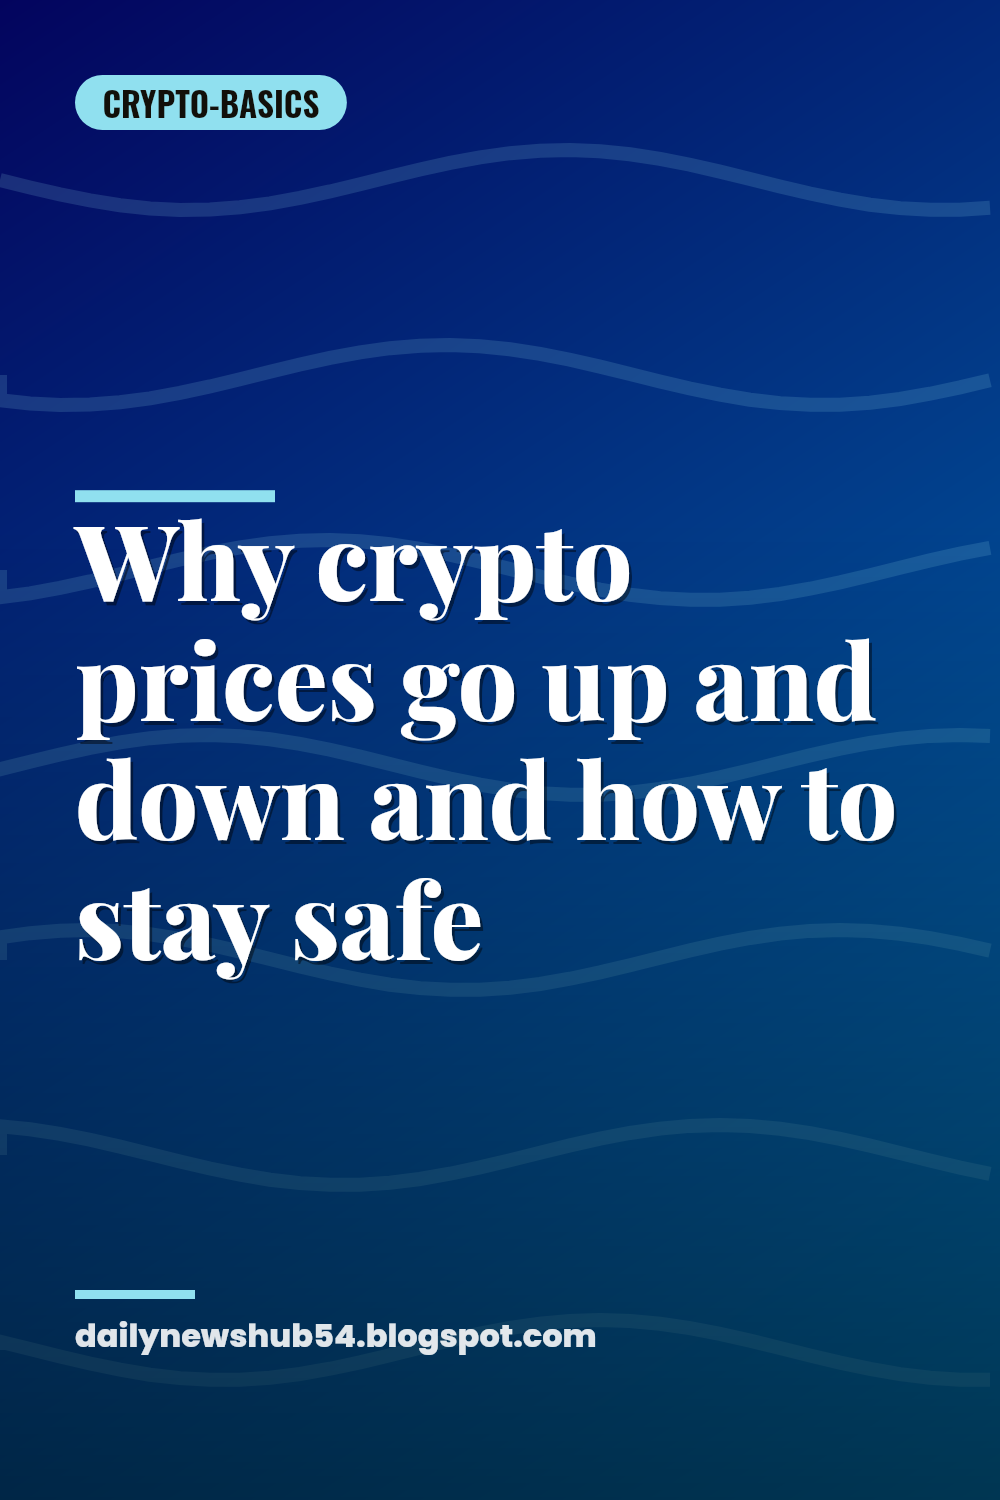 CRYPTO-BASICS
Why crypto
prices go up and
down and how to
stay safe
dailynewshub54.blogspot.com